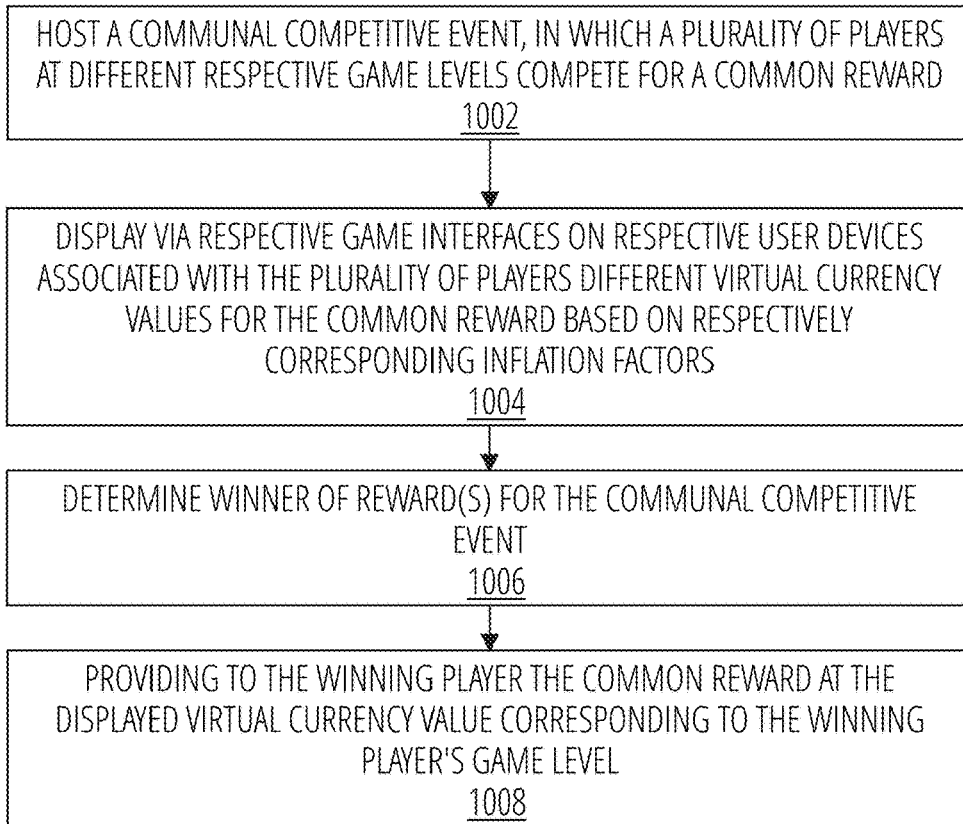 HOST A COMMUNAL COMPETITIVE EVENT, IN WHICH A PLURALITY OF PLAYERS
AT DIFFERENT RESPECTIVE GAME LEVELS COMPETE FOR A COMMON REWARD
1002
DISPLAY VIA RESPECTIVE GAME INTERFACES ON RESPECTIVE USER DEVICES
ASSOCIATED WITH THE PLURALITY OF PLAYERS DIFFERENT VIRTUAL CURRENCY
VALUES FOR THE COMMON REWARD BASED ON RESPECTIVELY
CORRESPONDING INFLATION FACTORS
1004
DETERMINE WINNER OF REWARD(S) FOR THE COMMUNAL COMPETITIVE
EVENT
1006
PROVIDING TO THE WINNING PLAYER THE COMMON REWARD AT THE
DISPLAYED VIRTUAL CURRENCY VALUE CORRESPONDING TO THE WINNING
PLAYER'S GAME LEVEL
1008